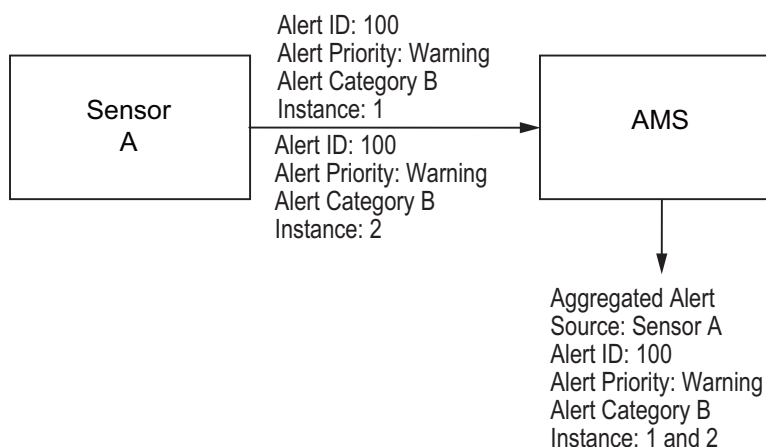 Alert ID: 100
Alert Priority: Warning
Alert Category B
Instance: 1
Sensor
A
AMS
Alert ID: 100
Alert Priority: Warning
Alert Category B
Instance: 2
Aggregated Alert
Source: Sensor A
Alert ID: 100
Alert Priority: Warning
Alert Category B
Instance: 1 and 2